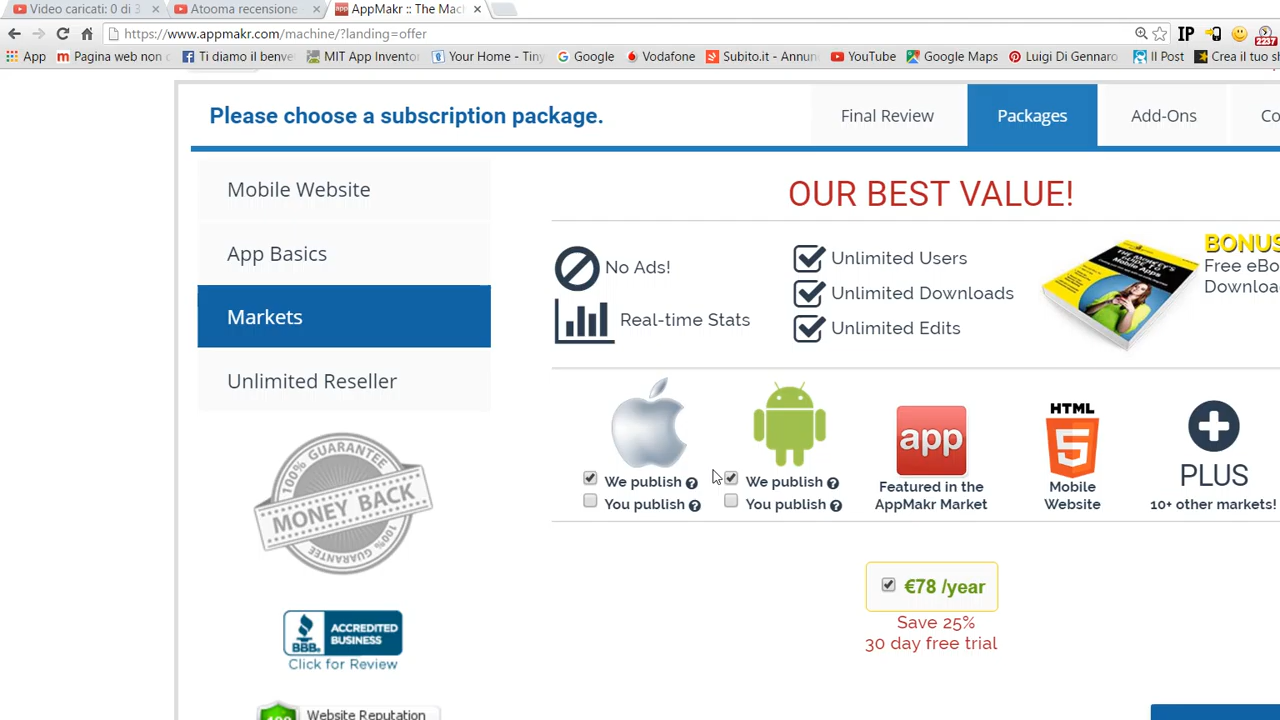 Video caricati: 0 di 3
Atooma recensione
AppMakr :: The Mac
https://www.appmakr.com/machine/?landing=offer
IP
2237
App
Pagina web non
Ti diamo il benve
MIT App Inventor
Your Home - Tiny
Google
Vodafone
Subito.it - Annun
YouTube
Google Maps
Luigi Di Gennaro
Il Post
Crea il tuo s
Please choose a subscription package.
Final Review
Packages
Add-Ons
Co
Mobile Website
App Basics
Markets
Unlimited Reseller
OUR BEST VALUE!
No Ads!
Real-time Stats
Unlimited Users
Unlimited Downloads
Unlimited Edits
BONUS
Free eBo
Downloa
We publish ?
You publish ?
We publish ?
You publish ?
app
Featured in the
AppMakr Market
HTML
5
Mobile
Website
PLUS
10+ other markets!
100% GUARANTEE
MONEY BACK
100% GUARANTEE
€78 /year
Save 25%
30 day free trial
BBB.
ACCREDITED
BUSINESS
Click for Review
Website Reputation